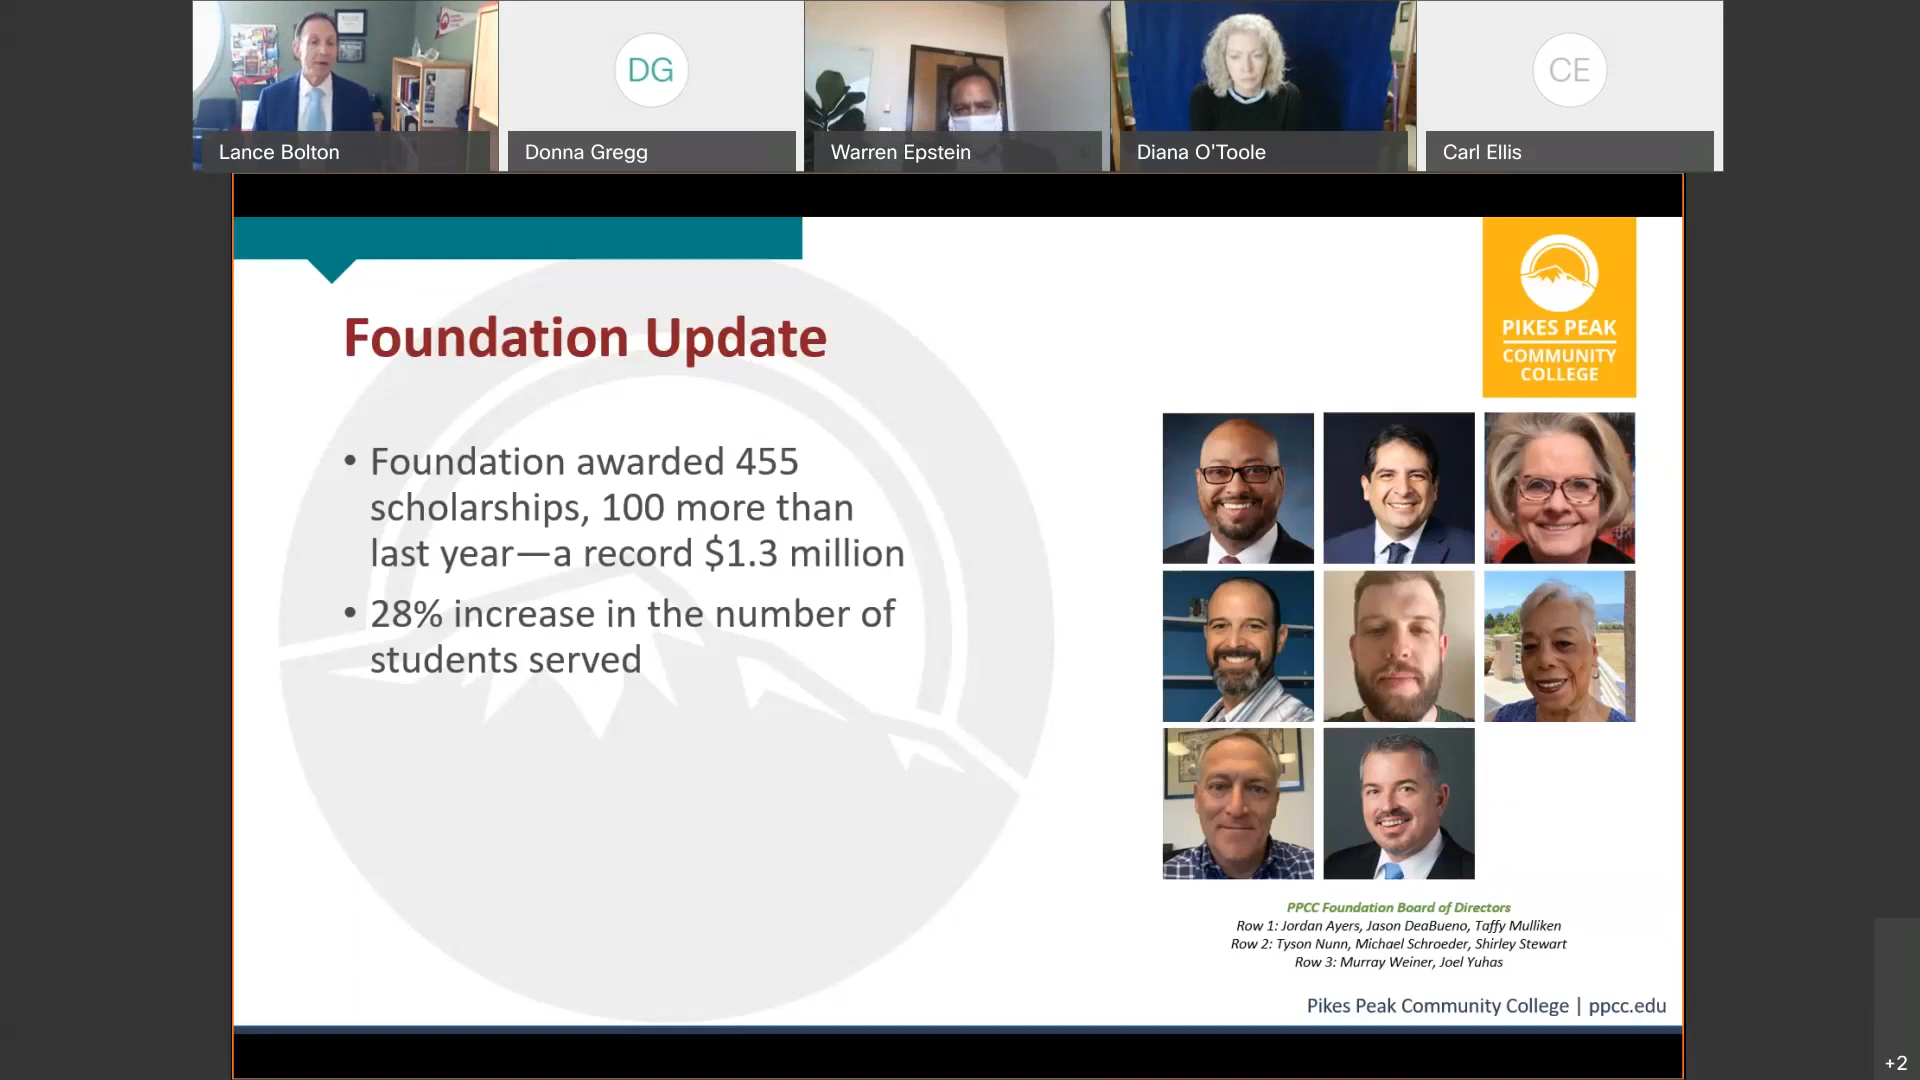 Lance Bolton
DG
Donna Gregg
Warren Epstein
Diana O'Toole
CE
Carl Ellis
PIKES PEAK
COMMUNITY
COLLEGE
Foundation Update
• Foundation awarded 455
scholarships, 100 more than
last year—a record $1.3 million
• 28% increase in the number of
students served
PPCC Foundation Board of Directors
Row 1: Jordan Ayers, Jason DeaBueno, Taffy Mulliken
Row 2: Tyson Nunn, Michael Schroeder, Shirley Stewart
Row 3: Murray Weiner, Joel Yuhas
Pikes Peak Community College | ppcc.edu
+2